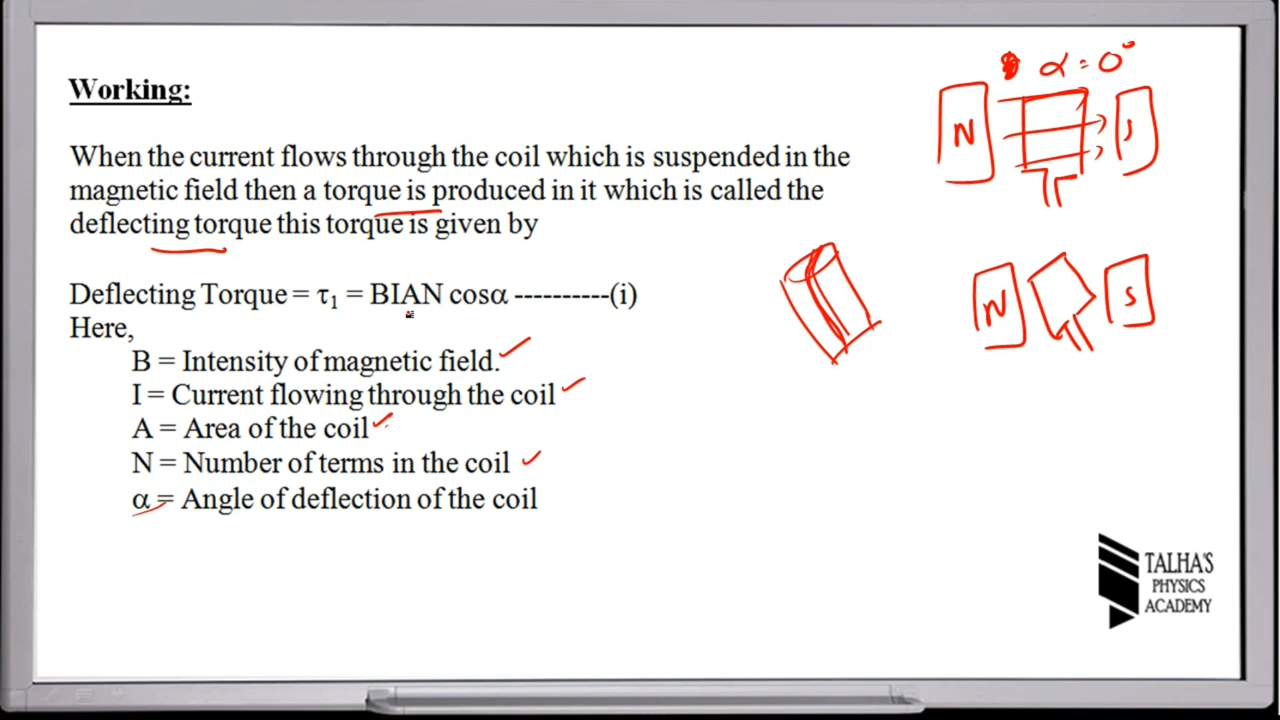 Working:
When the current flows through the coil which is suspended in the
magnetic field then a torque is produced in it which is called the
deflecting torque this torque is given by
Deflecting Torque = τ₁ = BIAN cosα ----------(i)
Here,
B = Intensity of magnetic field.
I = Current flowing through the coil
A = Area of the coil
N = Number of terms in the coil
α = Angle of deflection of the coil
α = 0°
N
S
N
S
TALHA'S
PHYSICS
ACADEMY